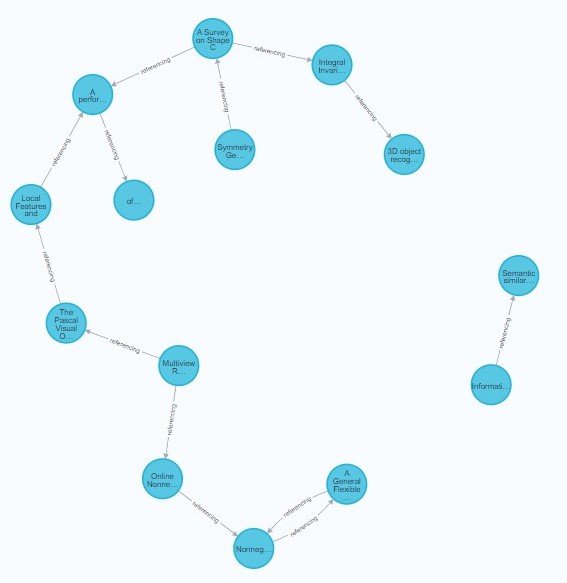 A Survey
on Shape
C
referencing
referencing
Integral
Invari...
A
perfor...
referencing
referencing
referencing
referencing
Symmetry
Ge...
3D object
recog...
Local
Features
and
of...
referencing
Semantic
similar...
The
Pascal
Visual
O...
referencing
referencing
Multiview
R...
Informati...
referencing
Online
Nonne...
A
General
Flexible
...
referencing
referencing
referencing
Nonneg...